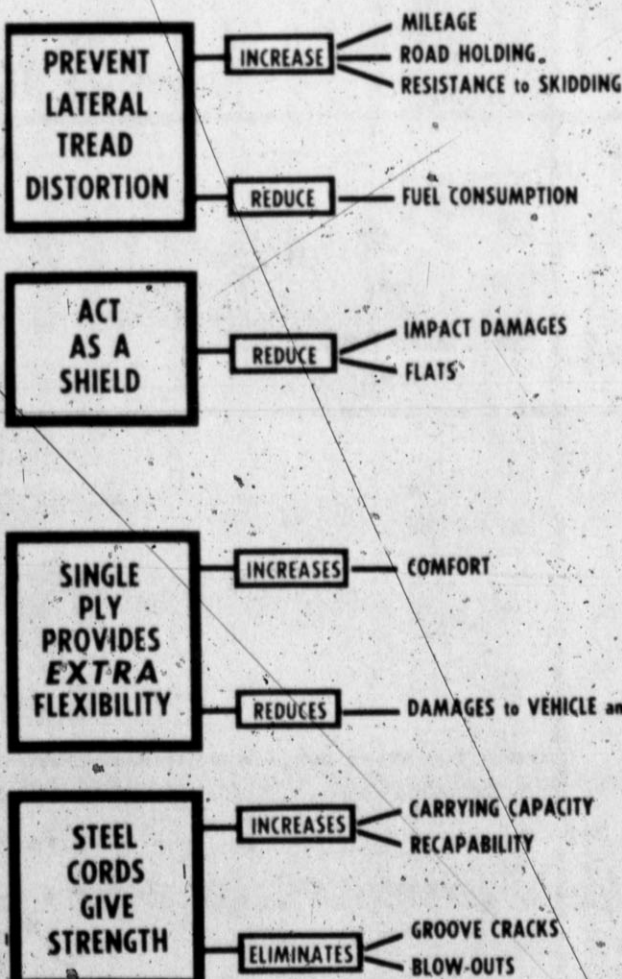 PREVENT
LATERAL
TREAD
DISTORTION
INCREASE
MILEAGE
ROAD HOLDING.
RESISTANCE to SKIDDING
REDUCE
FUEL CONSUMPTION
ACT
AS A
SHIELD
REDUCE
IMPACT DAMAGES
FLATS
SINGLE
PLY
PROVIDES
EXTRA
FLEXIBILITY
INCREASES
COMFORT
REDUCES
DAMAGES to VEHICLE
STEEL
CORDS
GIVE
STRENGTH
INCREASES
CARRYING CAPACITY
RECAPABILITY
ELIMINATES
GROOVE CRACKS
BLOW-OUTS